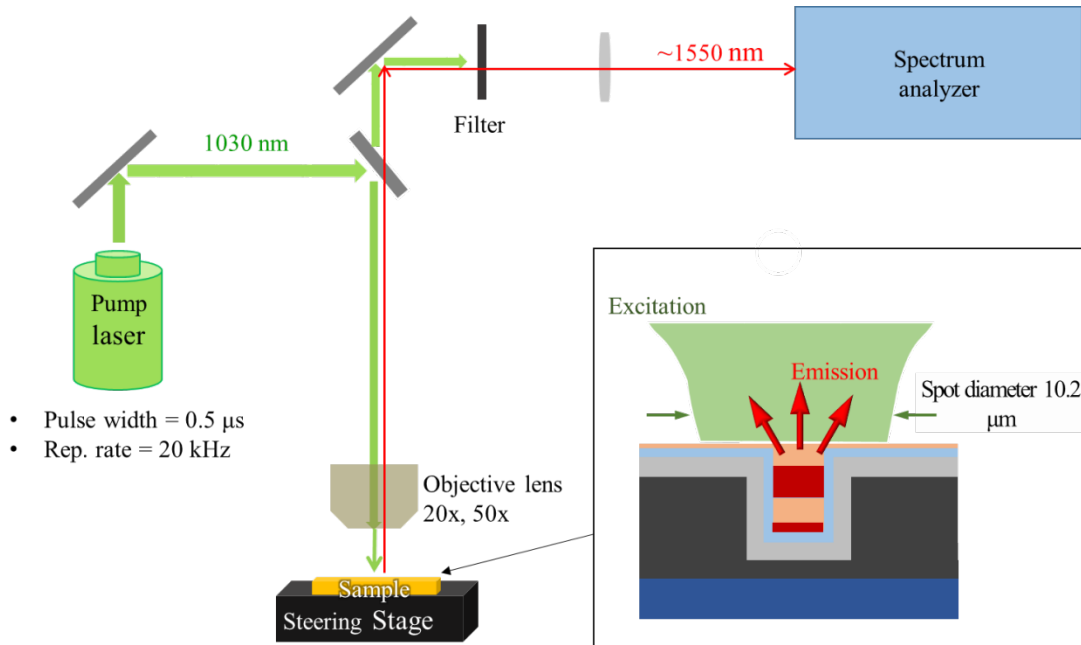 ~1550 nm
Spectrum
analyzer
Filter
1030 nm
Pump
laser
• Pulse width = 0.5 µs
• Rep. rate = 20 kHz
Objective lens
20x, 50x
Sample
Steering Stage
Excitation
Emission
Spot diameter 10.2
µm